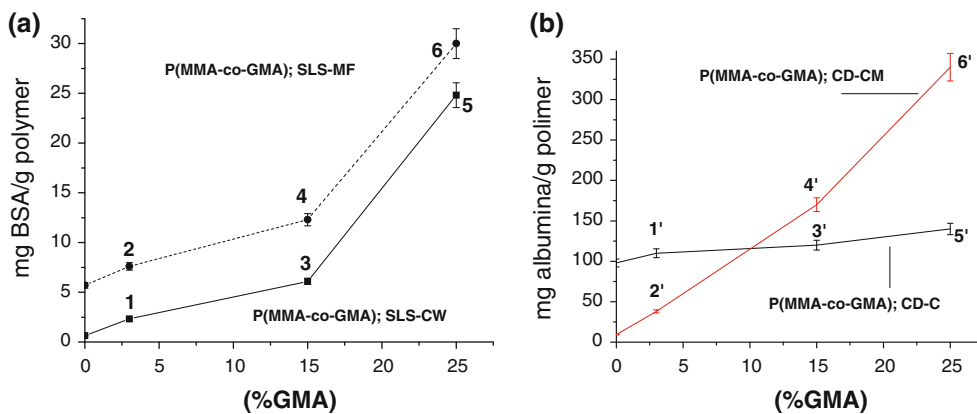 (a)
mg BSA/g polymer
30
25
20
15
10
5
0
P(MMA-co-GMA); SLS-MF
6
5
4
2
3
1
P(MMA-co-GMA); SLS-CW
0 5 10 15 20 25
(%GMA)
(b)
mg albumina/g polimer
350
300
250
200
150
100
50
0
6'
P(MMA-co-GMA); CD-CM
4'
1'
3'
5'
2'
P(MMA-co-GMA); CD-C
0 5 10 15 20 25
(%GMA)